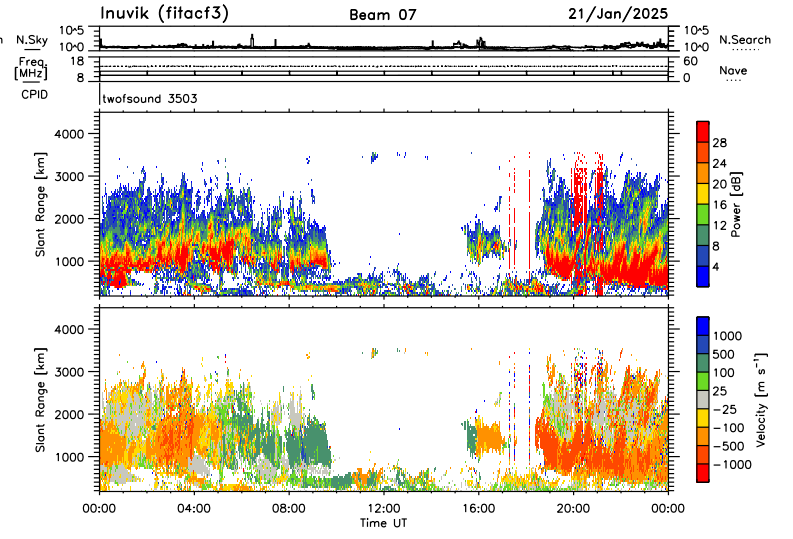 Inuvik (fitacf3) Beam 07 21/Jan/2025
N.Sky 10^5 10^0 10^5 10^0 N.Search
Freq. [MHz] 18 8 60 0 Nave
CPID twofsound 3503
Slant Range [km] 4000 3000 2000 1000
Power [dB] 28 24 20 16 12 8 4
Slant Range [km] 4000 3000 2000 1000
Velocity [m s^-1] 1000 500 100 25 -25 -100 -500 -1000
00:00 04:00 08:00 12:00 16:00 20:00 00:00
Time UT